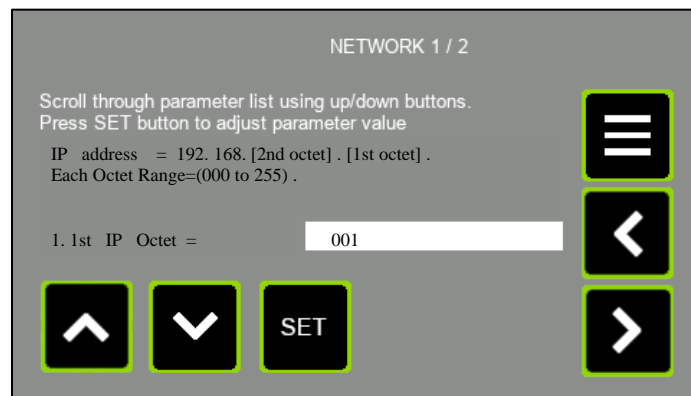 NETWORK 1 / 2
Scroll through parameter list using up/down buttons.
Press SET button to adjust parameter value
IP address = 192. 168. [2nd octet] . [1st octet] .
Each Octet Range=(000 to 255) .
1. 1st IP Octet = 001
SET